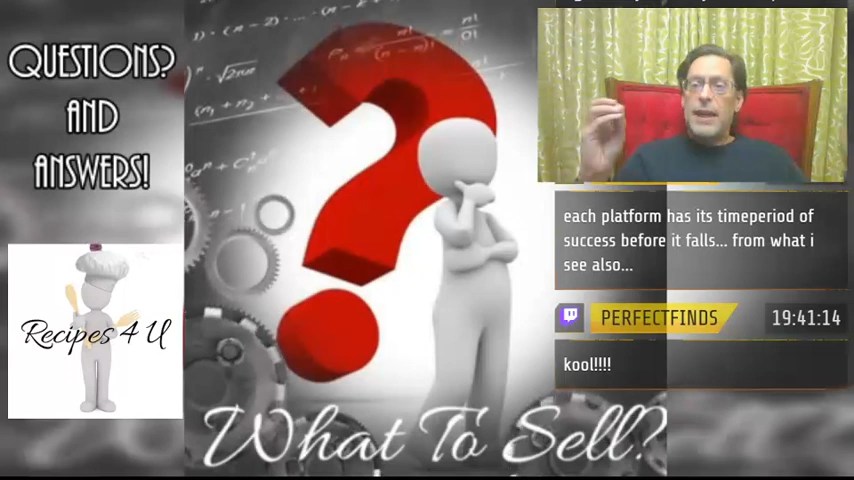 QUESTIONS?
AND
ANSWERS!
Recipes 4 U
What To Sell?
each platform has its timeperiod of
success before it falls... from what i
see also...
PERFECTFINDS
19:41:14
kool!!!!